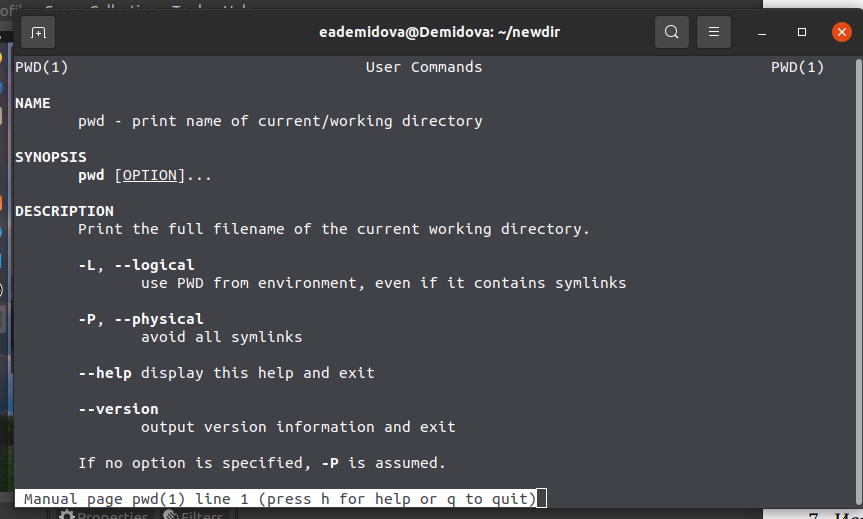 eademidova@Demidova: ~/newdir
PWD(1) User Commands PWD(1)
NAME
pwd - print name of current/working directory
SYNOPSIS
pwd [OPTION]...
DESCRIPTION
Print the full filename of the current working directory.
-L, --logical
use PWD from environment, even if it contains symlinks
-P, --physical
avoid all symlinks
--help display this help and exit
--version
output version information and exit
If no option is specified, -P is assumed.
Manual page pwd(1) line 1 (press h for help or q to quit)
Properties Filters